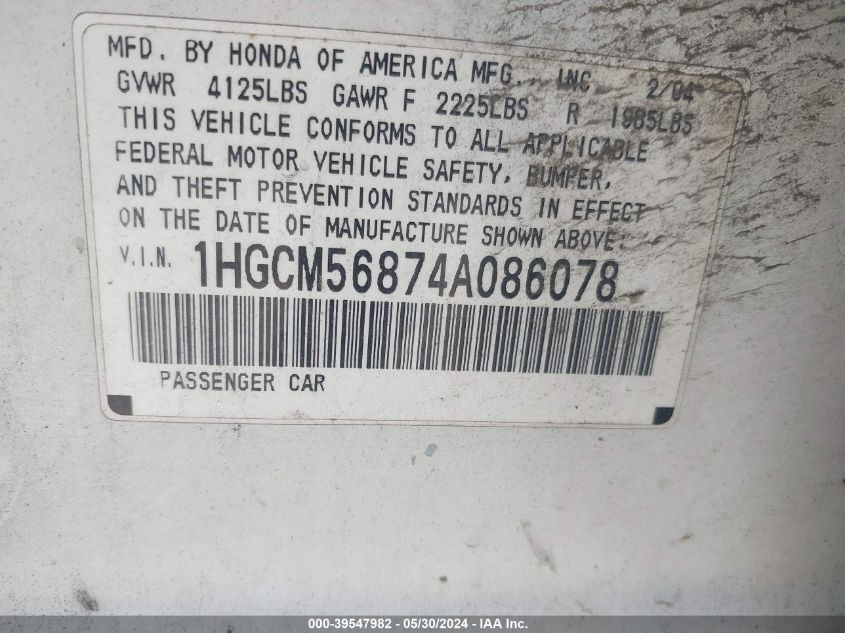 MFD. BY HONDA OF AMERICA MFG., INC. 2/04
GVWR 4125LBS GAWR F 2225LBS R 1985LBS
THIS VEHICLE CONFORMS TO ALL APPLICABLE
FEDERAL MOTOR VEHICLE SAFETY, BUMPER,
AND THEFT PREVENTION STANDARDS IN EFFECT
ON THE DATE OF MANUFACTURE SHOWN ABOVE.
V.I.N. 1HGCM56874A086078
PASSENGER CAR
000-39547982 - 05/30/2024 - IAA Inc.